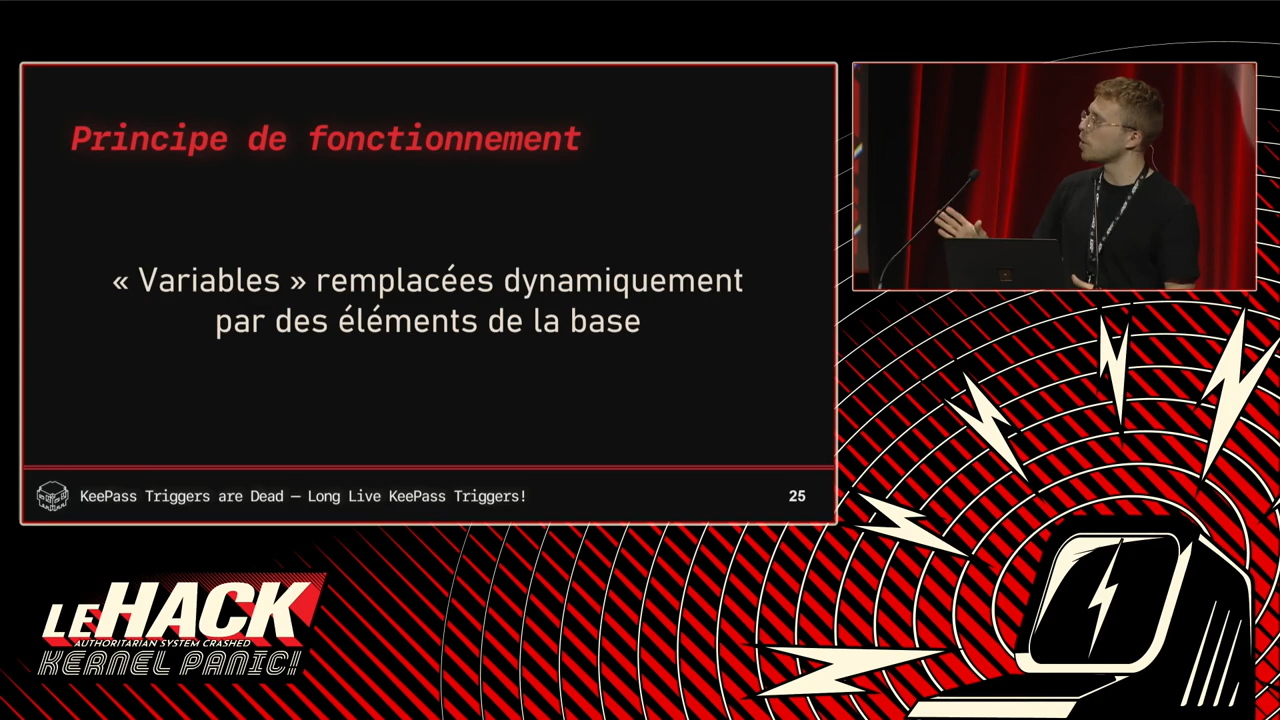 Principe de fonctionnement
« Variables » remplacées dynamiquement
par des éléments de la base
KeePass Triggers are Dead — Long Live KeePass Triggers!
25
LEHACK
AUTHORITARIAN SYSTEM CRASHED
KERNEL PANIC!